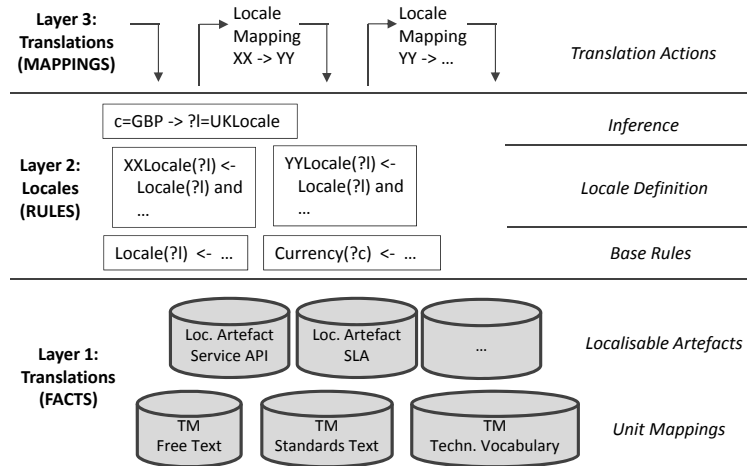 Layer 3:
Translations
(MAPPINGS)
Locale
Mapping
XX -> YY
Locale
Mapping
YY -> ...
Translation Actions
c=GBP -> ?l=UKLocale
Inference
Layer 2:
Locales
(RULES)
XXLocale(?l) <-
Locale(?l) and
...
YYLocale(?l) <-
Locale(?l) and
...
Locale Definition
Locale(?l) <- ...
Currency(?c) <- ...
Base Rules
Layer 1:
Translations
(FACTS)
Loc. Artefact
Service API
Loc. Artefact
SLA
...
Localisable Artefacts
TM
Free Text
TM
Standards Text
TM
Techn. Vocabulary
Unit Mappings